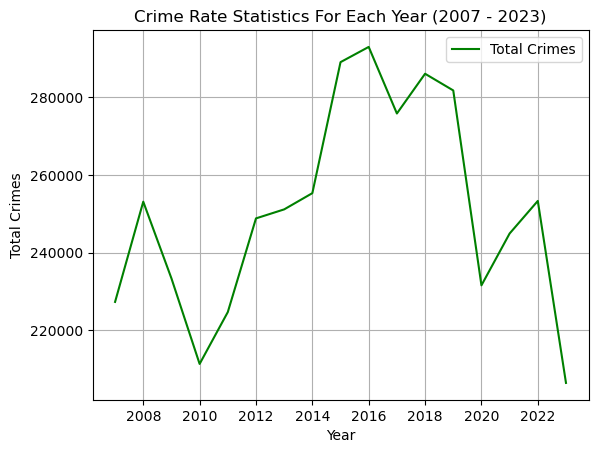 Crime Rate Statistics For Each Year (2007 - 2023)
Total Crimes
280000
260000
240000
220000
Total Crimes
2008 2010 2012 2014 2016 2018 2020 2022
Year